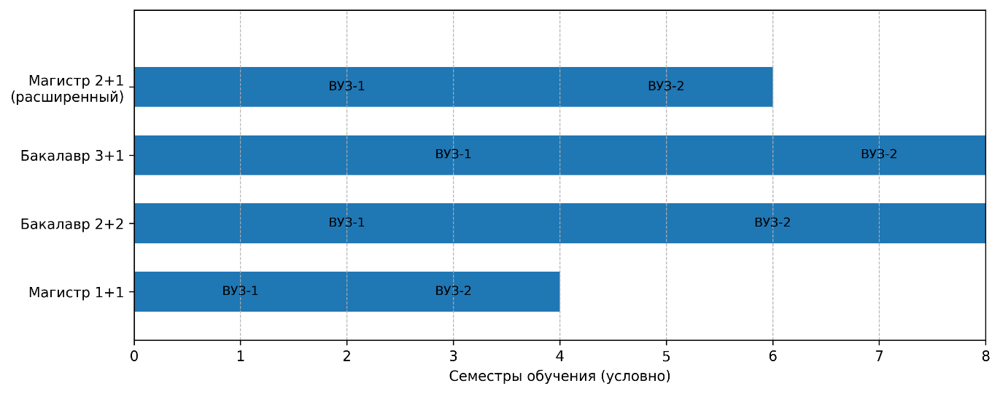 Магистр 2+1
(расширенный)
ВУЗ-1
ВУЗ-2
Бакалавр 3+1
ВУЗ-1
ВУЗ-2
Бакалавр 2+2
ВУЗ-1
ВУЗ-2
Магистр 1+1
ВУЗ-1
ВУЗ-2
0 1 2 3 4 5 6 7 8
Семестры обучения (условно)